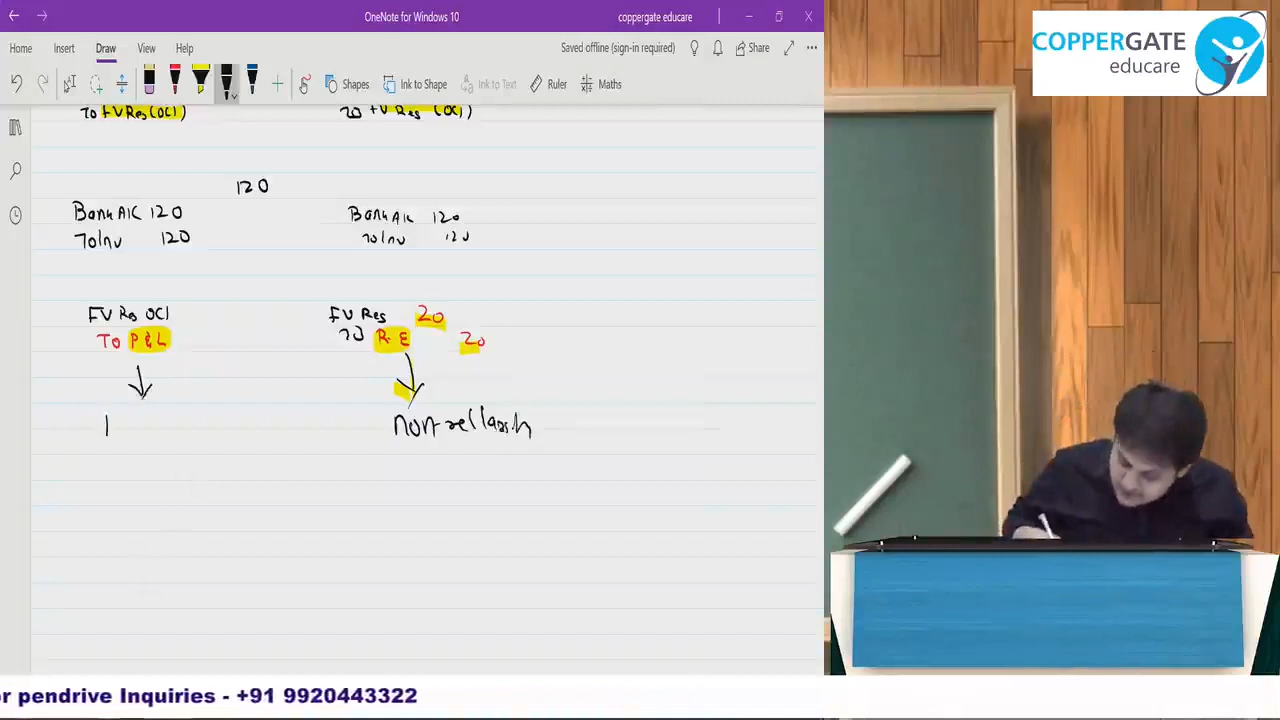 OneNote for Windows 10
coppergate educare
Home Insert Draw View Help
Saved offline (sign-in required)
Share
Shapes
Ink to Shape
Ink to Text
Ruler
Maths
COPPERGATE
educare
To FV Res (OCI)
To FV Res (OCI)
120
Bank A/C 120
To Inv 120
Bank A/c 120
To Inv 120
FV Res OCI
To P&L
FV Res 20
To R.E 20
non-reclassify
or pendrive Inquiries - +91 9920443322